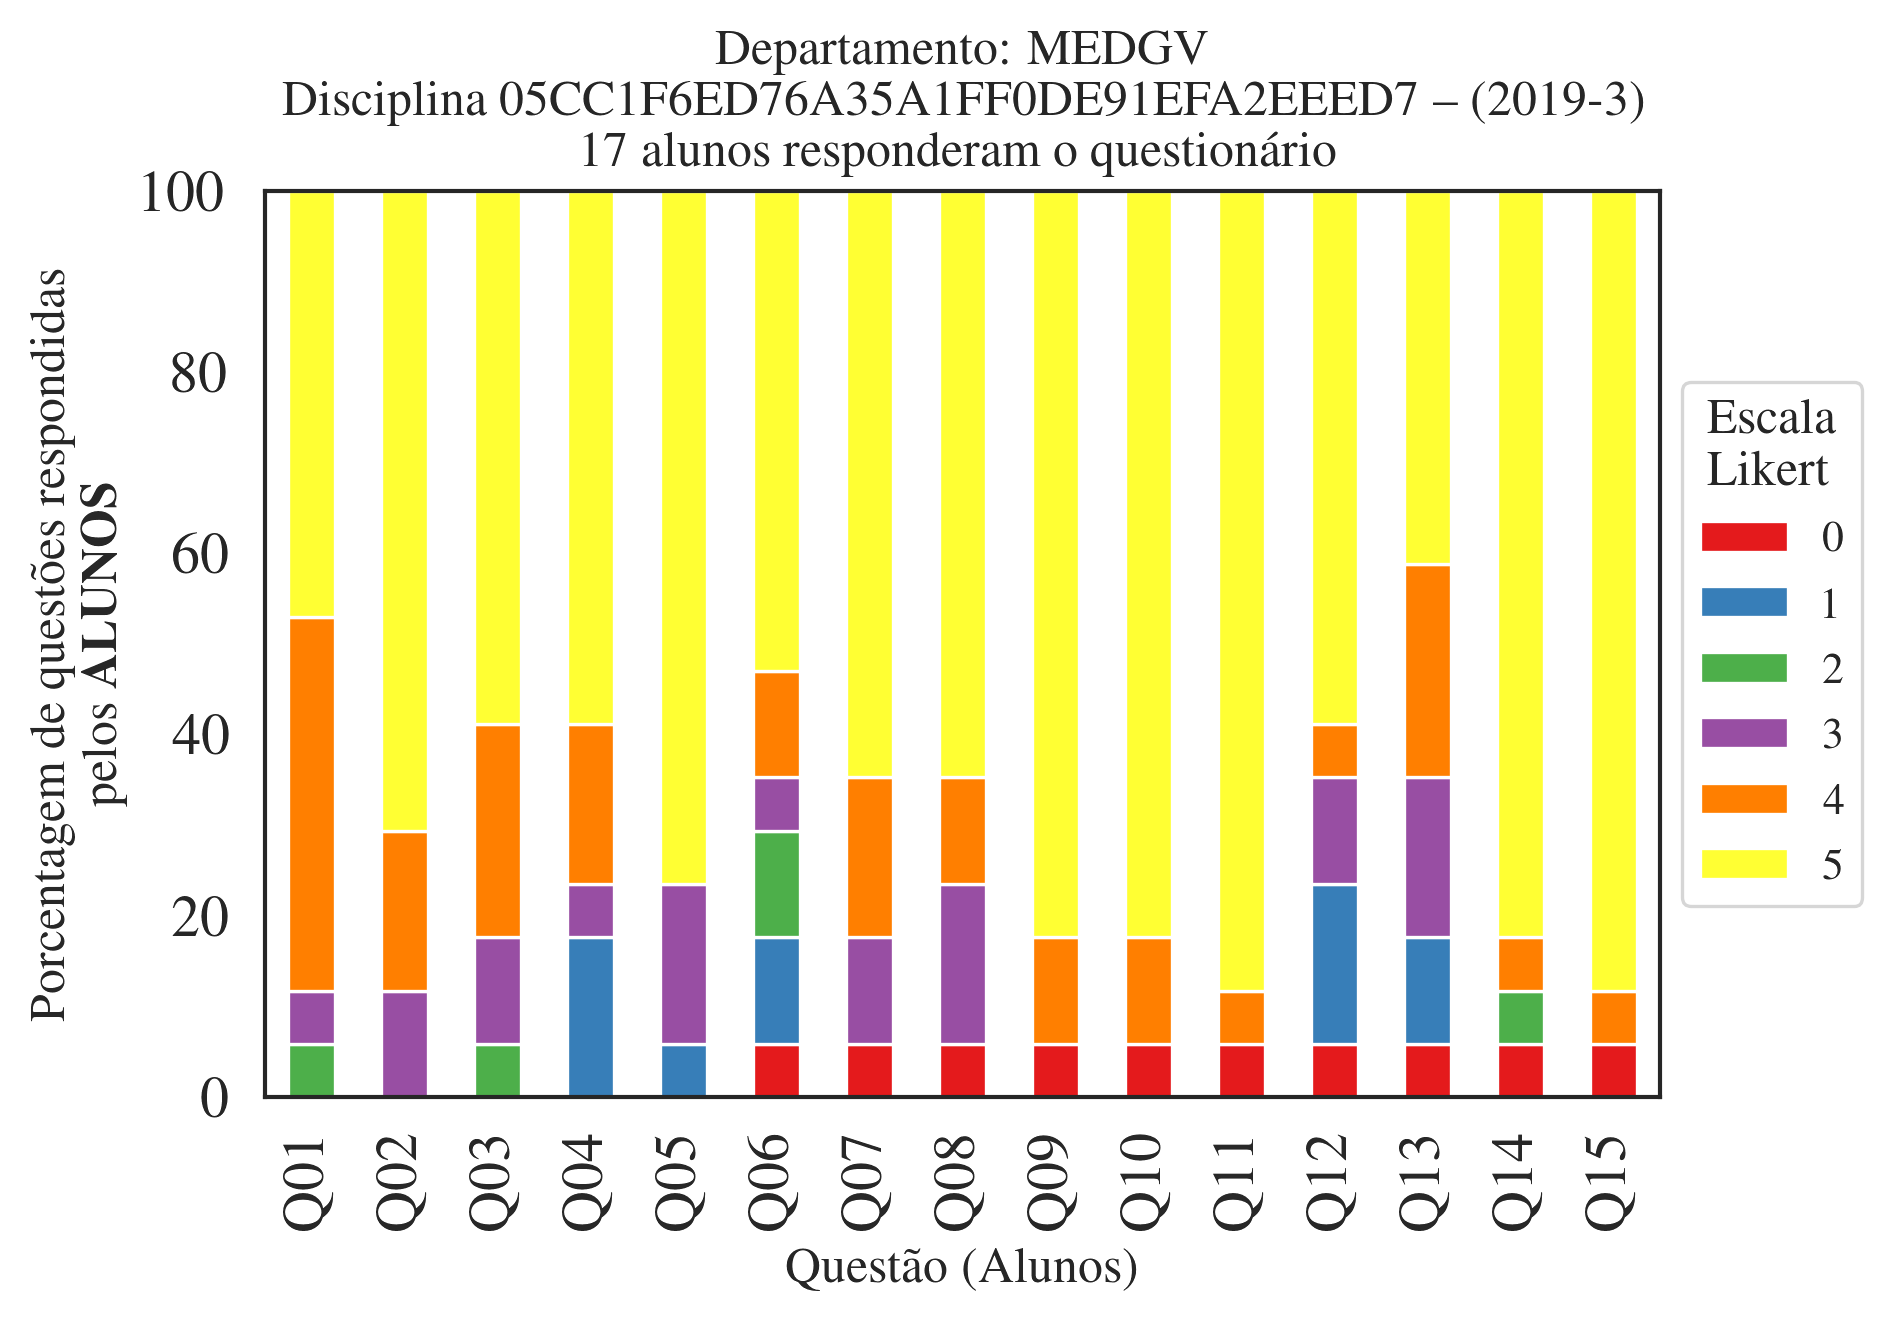 Departamento: MEDGV
Disciplina 05CC1F6ED76A35A1FF0DE91EFA2EEED7 – (2019-3)
17 alunos responderam o questionário
Porcentagem de questões respondidas
pelos ALUNOS
100
80
60
40
20
0
Q01
Q02
Q03
Q04
Q05
Q06
Q07
Q08
Q09
Q10
Q11
Q12
Q13
Q14
Q15
Questão (Alunos)
Escala
Likert
0
1
2
3
4
5